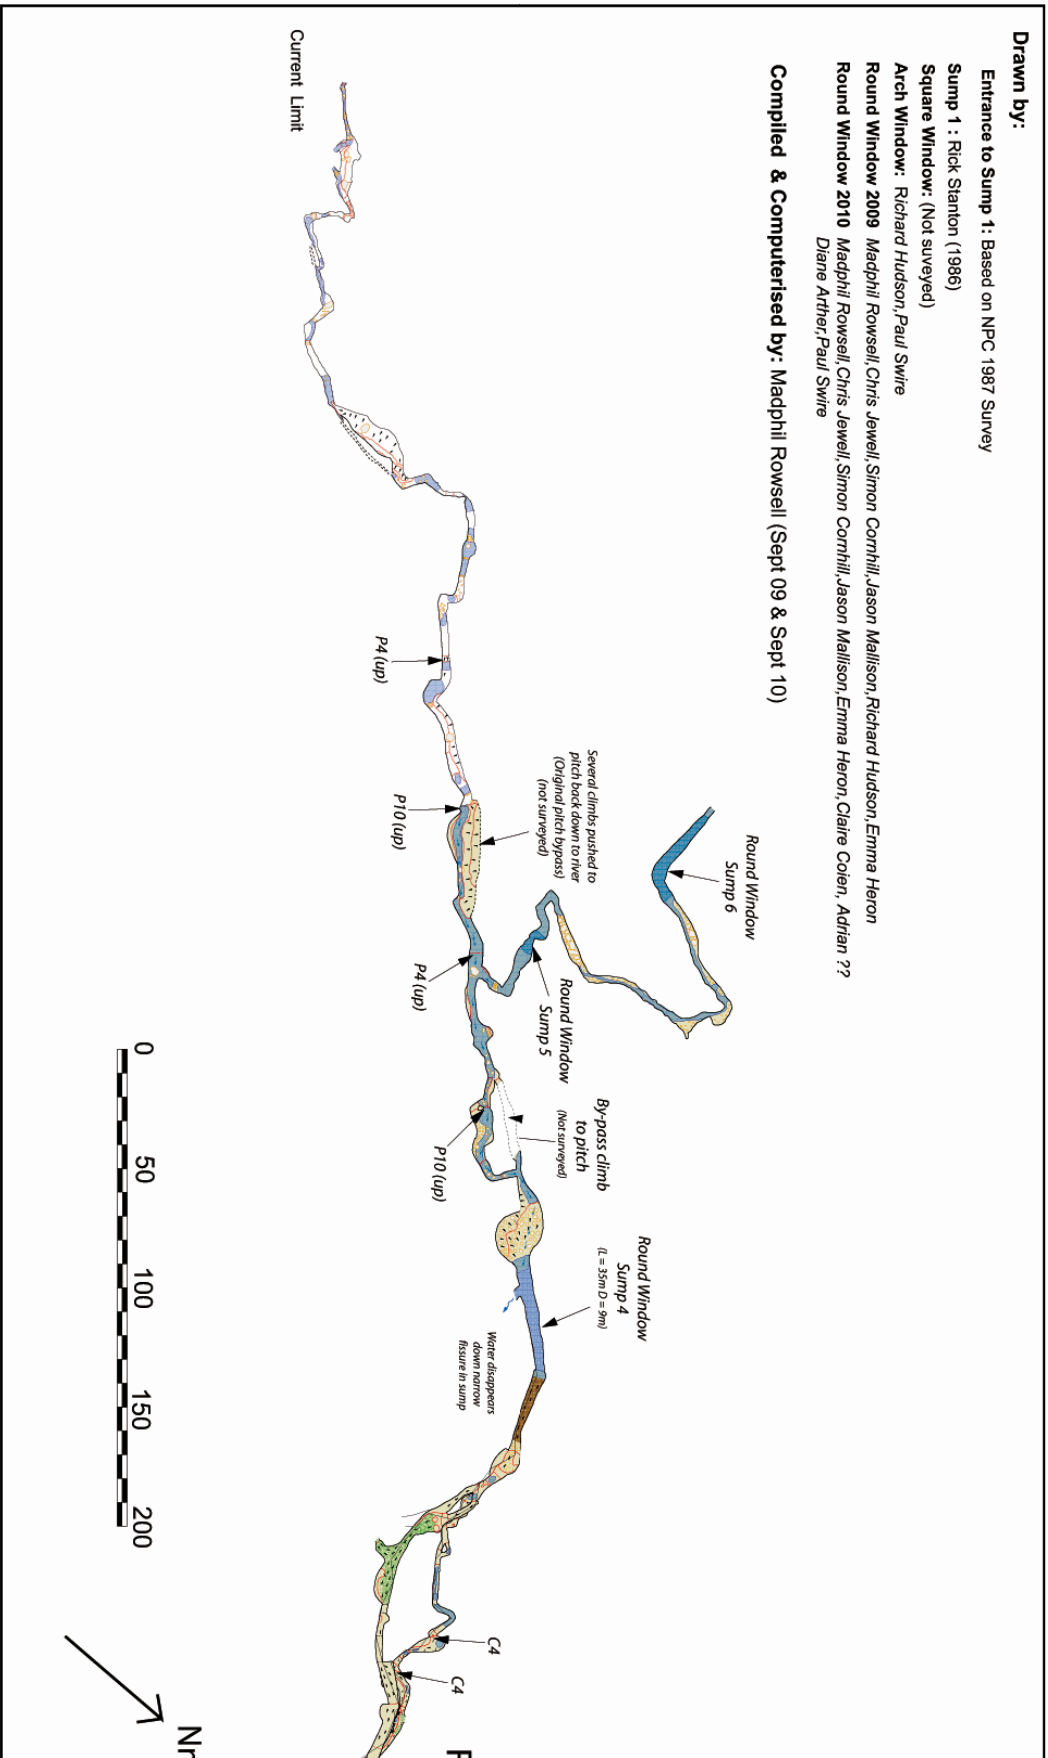 Drawn by:
Entrance to Sump 1: Based on NPC 1987 Survey
Sump 1 : Rick Stanton (1986)
Square Window: (Not suveyed)
Arch Window: Richard Hudson,Paul Swire
Round Window 2009 Madphil Rowsell,Chris Jewell,Simon Cornhill,Jason Mallison,Richard Hudson,Emma Heron
Round Window 2010 Madphil Rowsell,Chris Jewell,Simon Cornhill,Jason Mallison,Emma Heron,Claire Coien, Adrian ??
Diane Arther,Paul Swire
Compiled & Computerised by: Madphil Rowsell (Sept 09 & Sept 10)
Current Limit
P4 (up)
P10 (up)
Several climbs pushed to
pitch back down to river
(Original pitch bypass)
(not surveyed)
Round Window
Sump 6
P4 (up)
Round Window
Sump 5
By-pass climb
to pitch
(Not surveyed)
P10 (up)
Round Window
Sump 4
(L = 35m D = 9m)
Water disappears
down narrow
fissure in sump
C4
C4
0 50 100 150 200